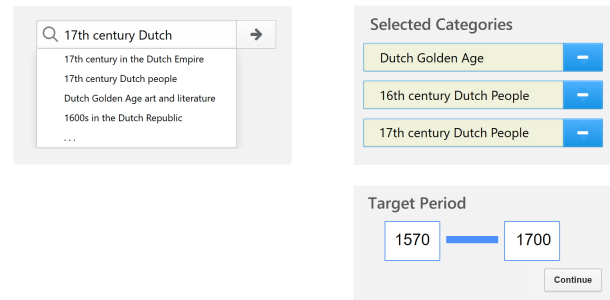 17th century Dutch
17th century in the Dutch Empire
17th century Dutch people
Dutch Golden Age art and literature
1600s in the Dutch Republic
...
Selected Categories
Dutch Golden Age
16th century Dutch People
17th century Dutch People
Target Period
1570 1700
Continue